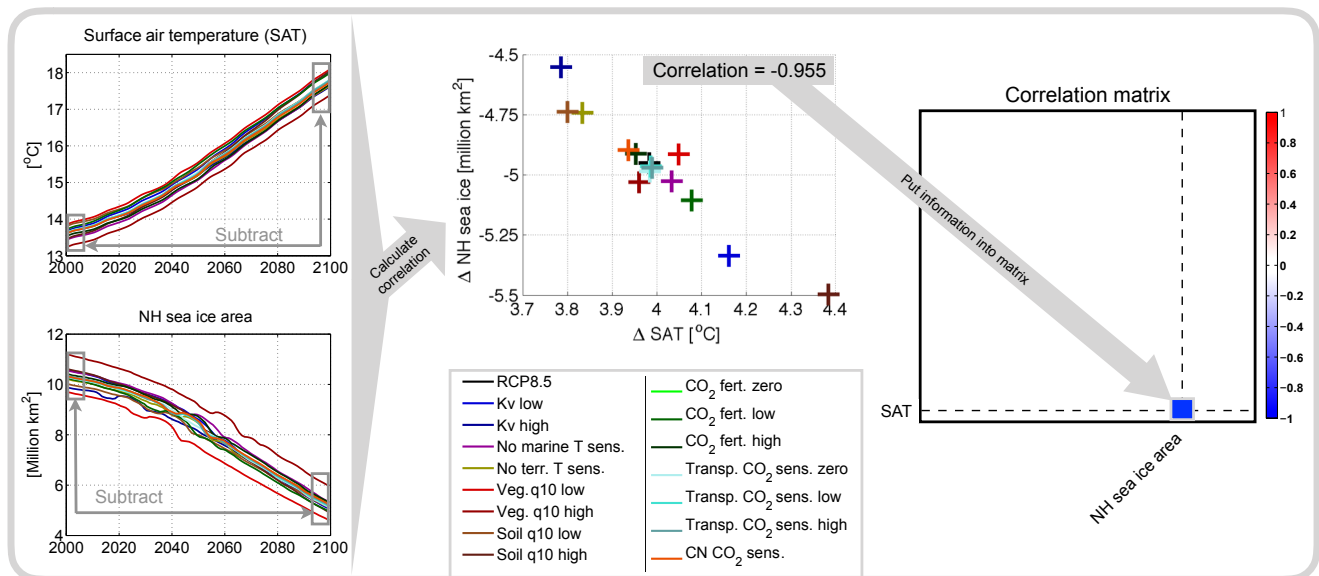 Surface air temperature (SAT)
[°C]
18
17
16
15
14
13
Subtract
2000 2020 2040 2060 2080 2100
NH sea ice area
[Million km²]
12
10
8
6
4
Subtract
2000 2020 2040 2060 2080 2100
Calculate
correlation
Correlation = -0.955
Δ NH sea ice [million km²]
-4.5
-4.75
-5
-5.25
-5.5
3.7 3.8 3.9 4 4.1 4.2 4.3 4.4
Δ SAT [°C]
RCP8.5
Kv low
Kv high
No marine T sens.
No terr. T sens.
Veg. q10 low
Veg. q10 high
Soil q10 low
Soil q10 high
CO₂ fert. zero
CO₂ fert. low
CO₂ fert. high
Transp. CO₂ sens. zero
Transp. CO₂ sens. low
Transp. CO₂ sens. high
CN CO₂ sens.
Put information into matrix
Correlation matrix
SAT
NH sea ice area
1
0.8
0.6
0.4
0.2
0
−0.2
−0.4
−0.6
−0.8
−1